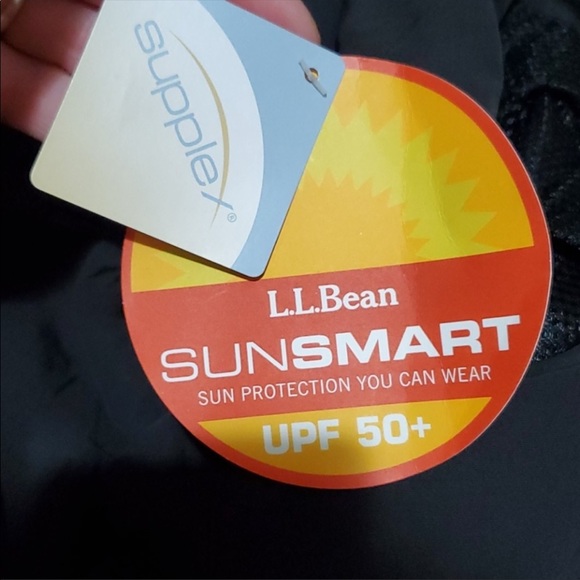 supplex®
L.L.Bean
SUNSMART
SUN PROTECTION YOU CAN WEAR
UPF 50+